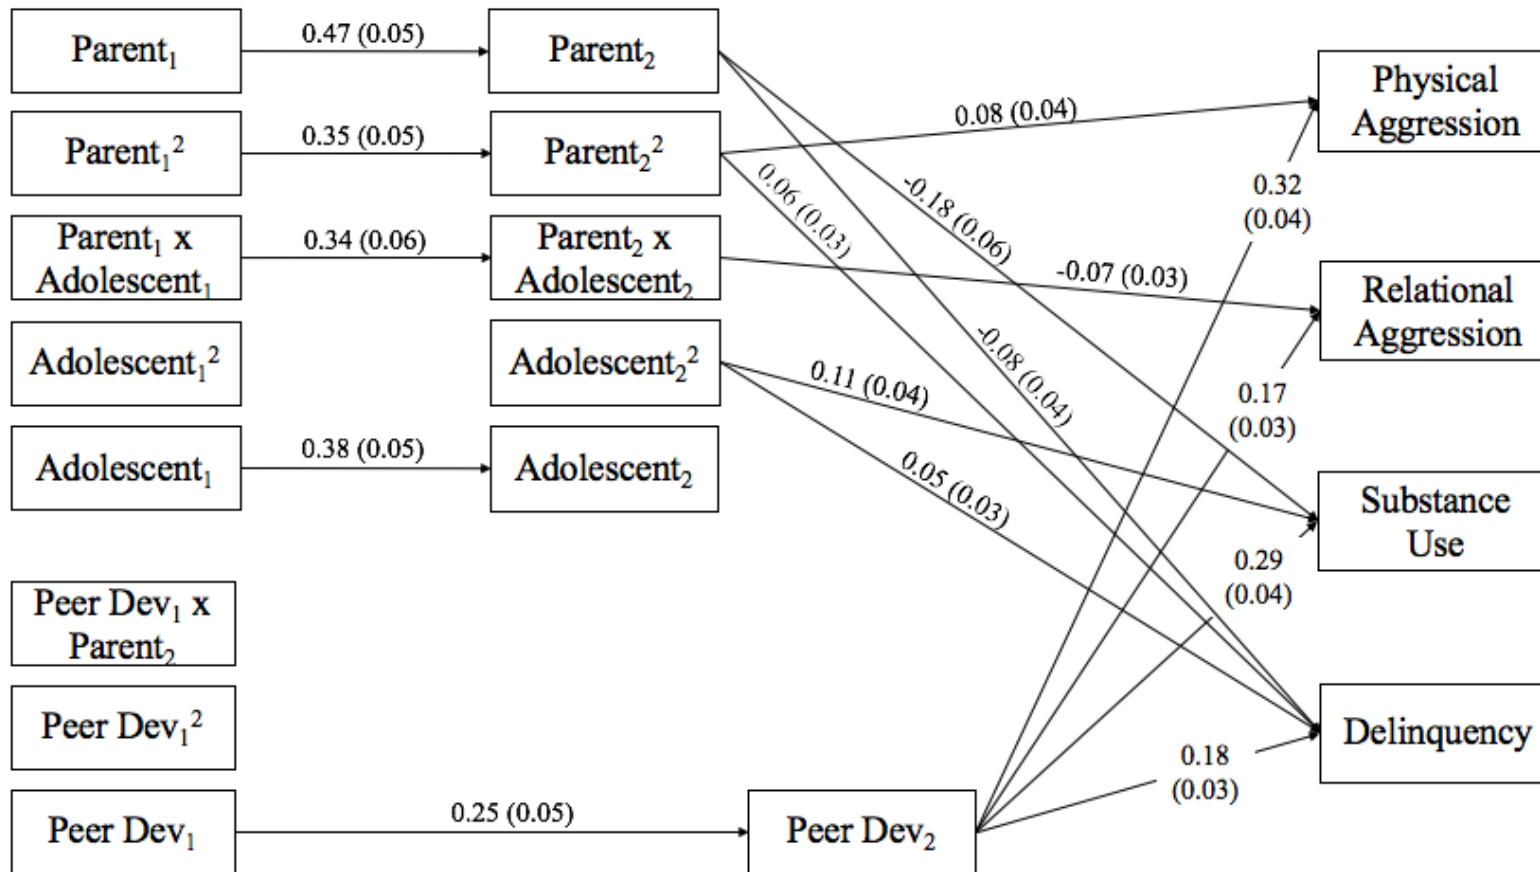 Parent₁
0.47 (0.05)
Parent₂
Physical
Aggression
Parent₁²
0.35 (0.05)
Parent₂²
0.08 (0.04)
0.06 (0.03)
-0.18 (0.06)
0.32
(0.04)
Parent₁ x
Adolescent₁
0.34 (0.06)
Parent₂ x
Adolescent₂
-0.07 (0.03)
Relational
Aggression
Adolescent₁²
Adolescent₂²
0.11 (0.04)
-0.08 (0.04)
0.17
(0.03)
Adolescent₁
0.38 (0.05)
Adolescent₂
0.05 (0.03)
Substance
Use
0.29
(0.04)
Peer Dev₁ x
Parent₂
Peer Dev₁²
Delinquency
0.18
(0.03)
Peer Dev₁
0.25 (0.05)
Peer Dev₂